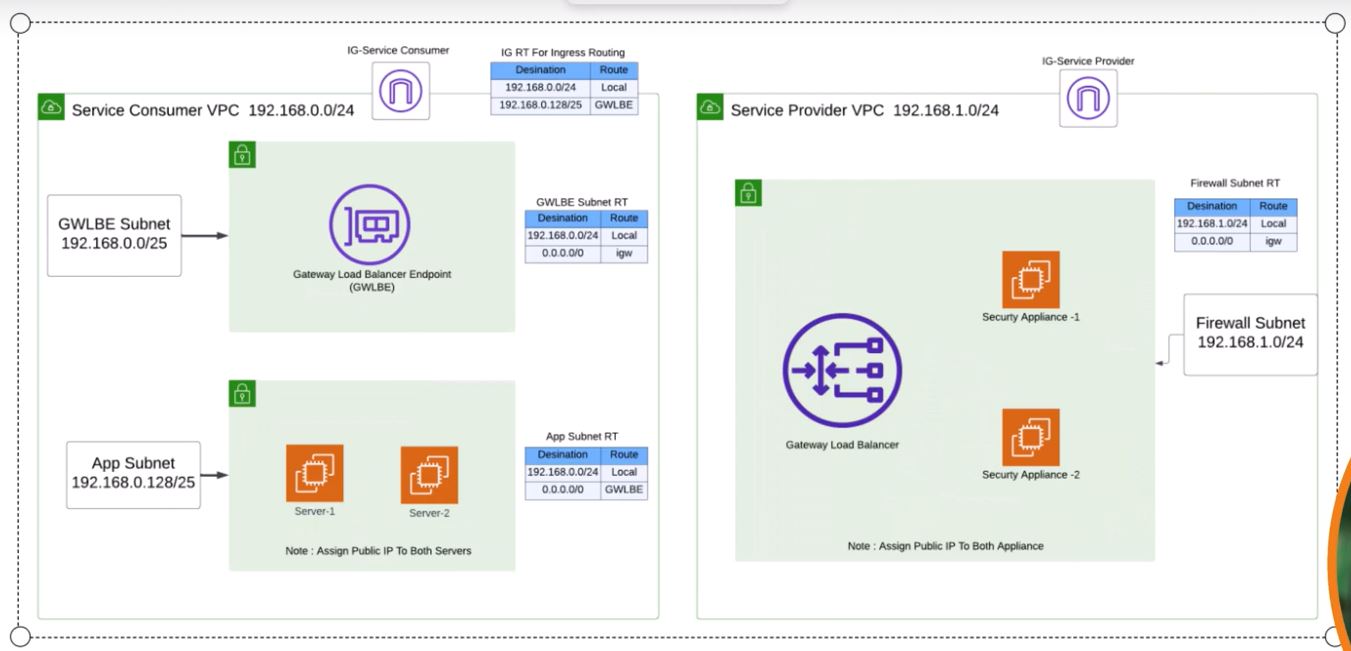 IG-Service Consumer
IG RT For Ingress Routing
Desination Route
192.168.0.0/24 Local
192.168.0.128/25 GWLBE
Service Consumer VPC 192.168.0.0/24
GWLBE Subnet
192.168.0.0/25
Gateway Load Balancer Endpoint
(GWLBE)
GWLBE Subnet RT
Desination Route
192.168.0.0/24 Local
0.0.0.0/0 igw
App Subnet
192.168.0.128/25
Server-1
Server-2
Note : Assign Public IP To Both Servers
App Subnet RT
Desination Route
192.168.0.0/24 Local
0.0.0.0/0 GWLBE
IG-Service Provider
Service Provider VPC 192.168.1.0/24
Firewall Subnet RT
Desination Route
192.168.1.0/24 Local
0.0.0.0/0 igw
Securty Appliance -1
Firewall Subnet
192.168.1.0/24
Gateway Load Balancer
Securty Appliance -2
Note : Assign Public IP To Both Appliance